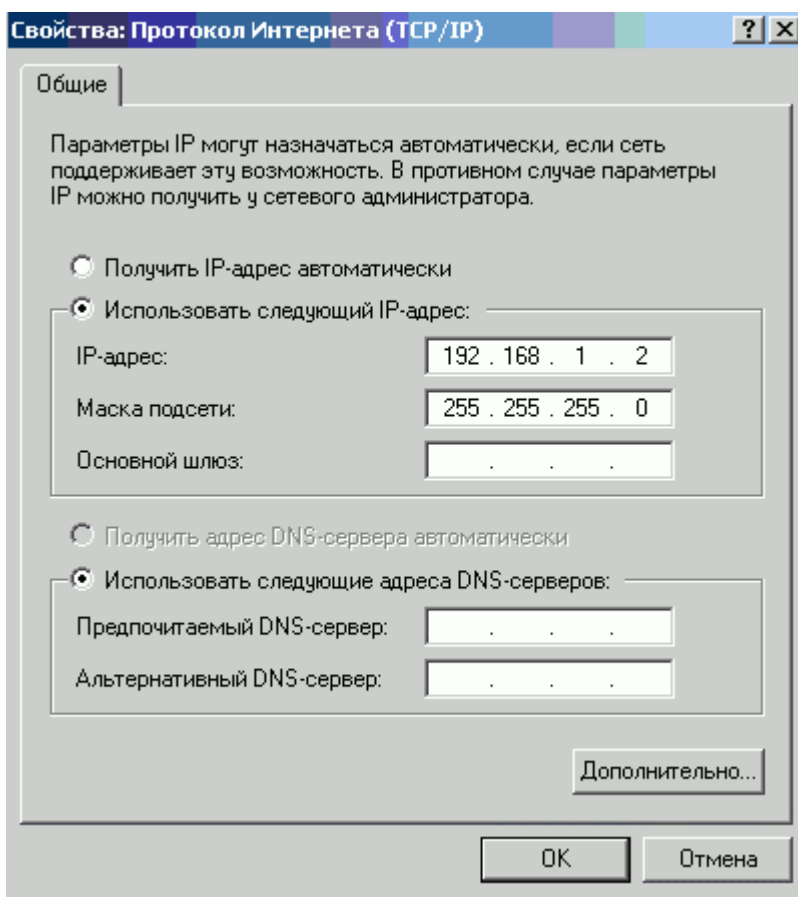 Свойства: Протокол Интернета (TCP/IP)
Общие
Параметры IP могут назначаться автоматически, если сеть
поддерживает эту возможность. В противном случае параметры
IP можно получить у сетевого администратора.
Получить IP-адрес автоматически
Использовать следующий IP-адрес:
IP-адрес: 192 . 168 . 1 . 2
Маска подсети: 255 . 255 . 255 . 0
Основной шлюз: . . .
Получить адрес DNS-сервера автоматически
Использовать следующие адреса DNS-серверов:
Предпочитаемый DNS-сервер: . . .
Альтернативный DNS-сервер: . . .
Дополнительно...
OK Отмена